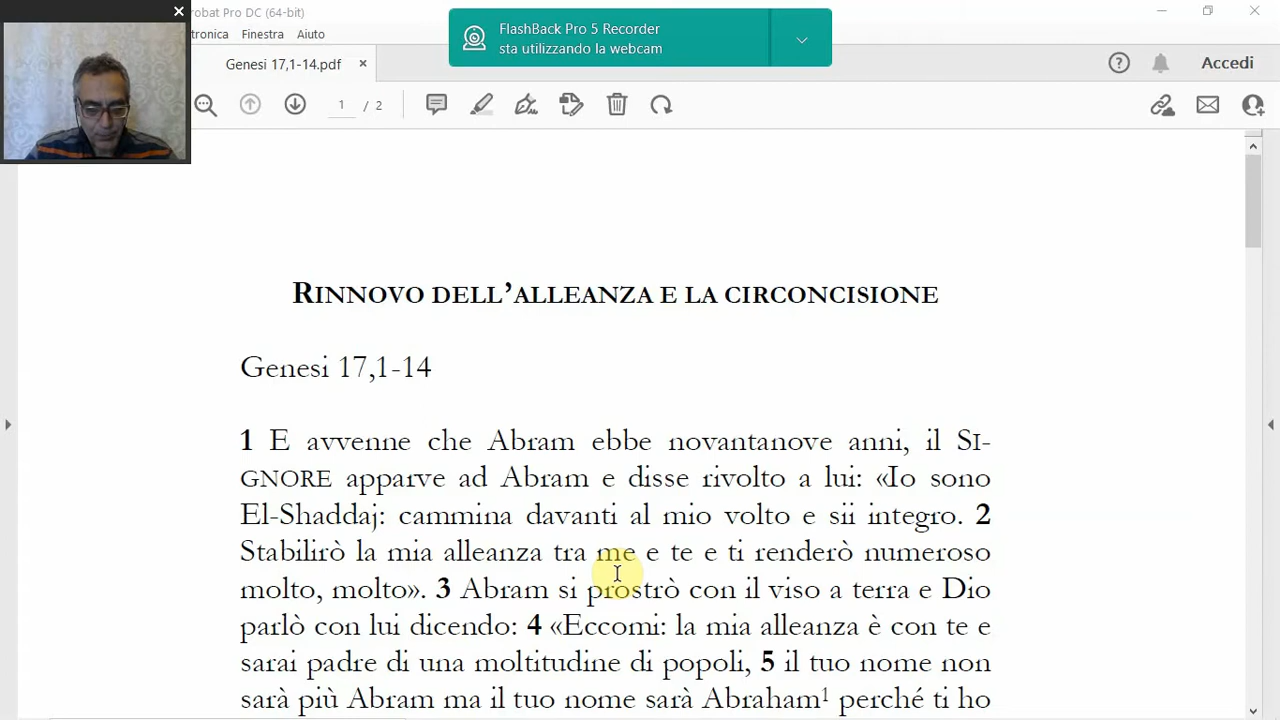 robat Pro DC (64-bit)
tronica Finestra Aiuto
FlashBack Pro 5 Recorder
sta utilizzando la webcam
Genesi 17,1-14.pdf
Accedi
1 / 2
RINNOVO DELL’ALLEANZA E LA CIRCONCISIONE
Genesi 17,1-14
1 E avvenne che Abram ebbe novantanove anni, il SI-
GNORE apparve ad Abram e disse rivolto a lui: «Io sono
El-Shaddaj: cammina davanti al mio volto e sii integro. 2
Stabilirò la mia alleanza tra me e te e ti renderò numeroso
molto, molto». 3 Abram si prostrò con il viso a terra e Dio
parlò con lui dicendo: 4 «Eccomi: la mia alleanza è con te e
sarai padre di una moltitudine di popoli, 5 il tuo nome non
sarà più Abram ma il tuo nome sarà Abraham¹ perché ti ho